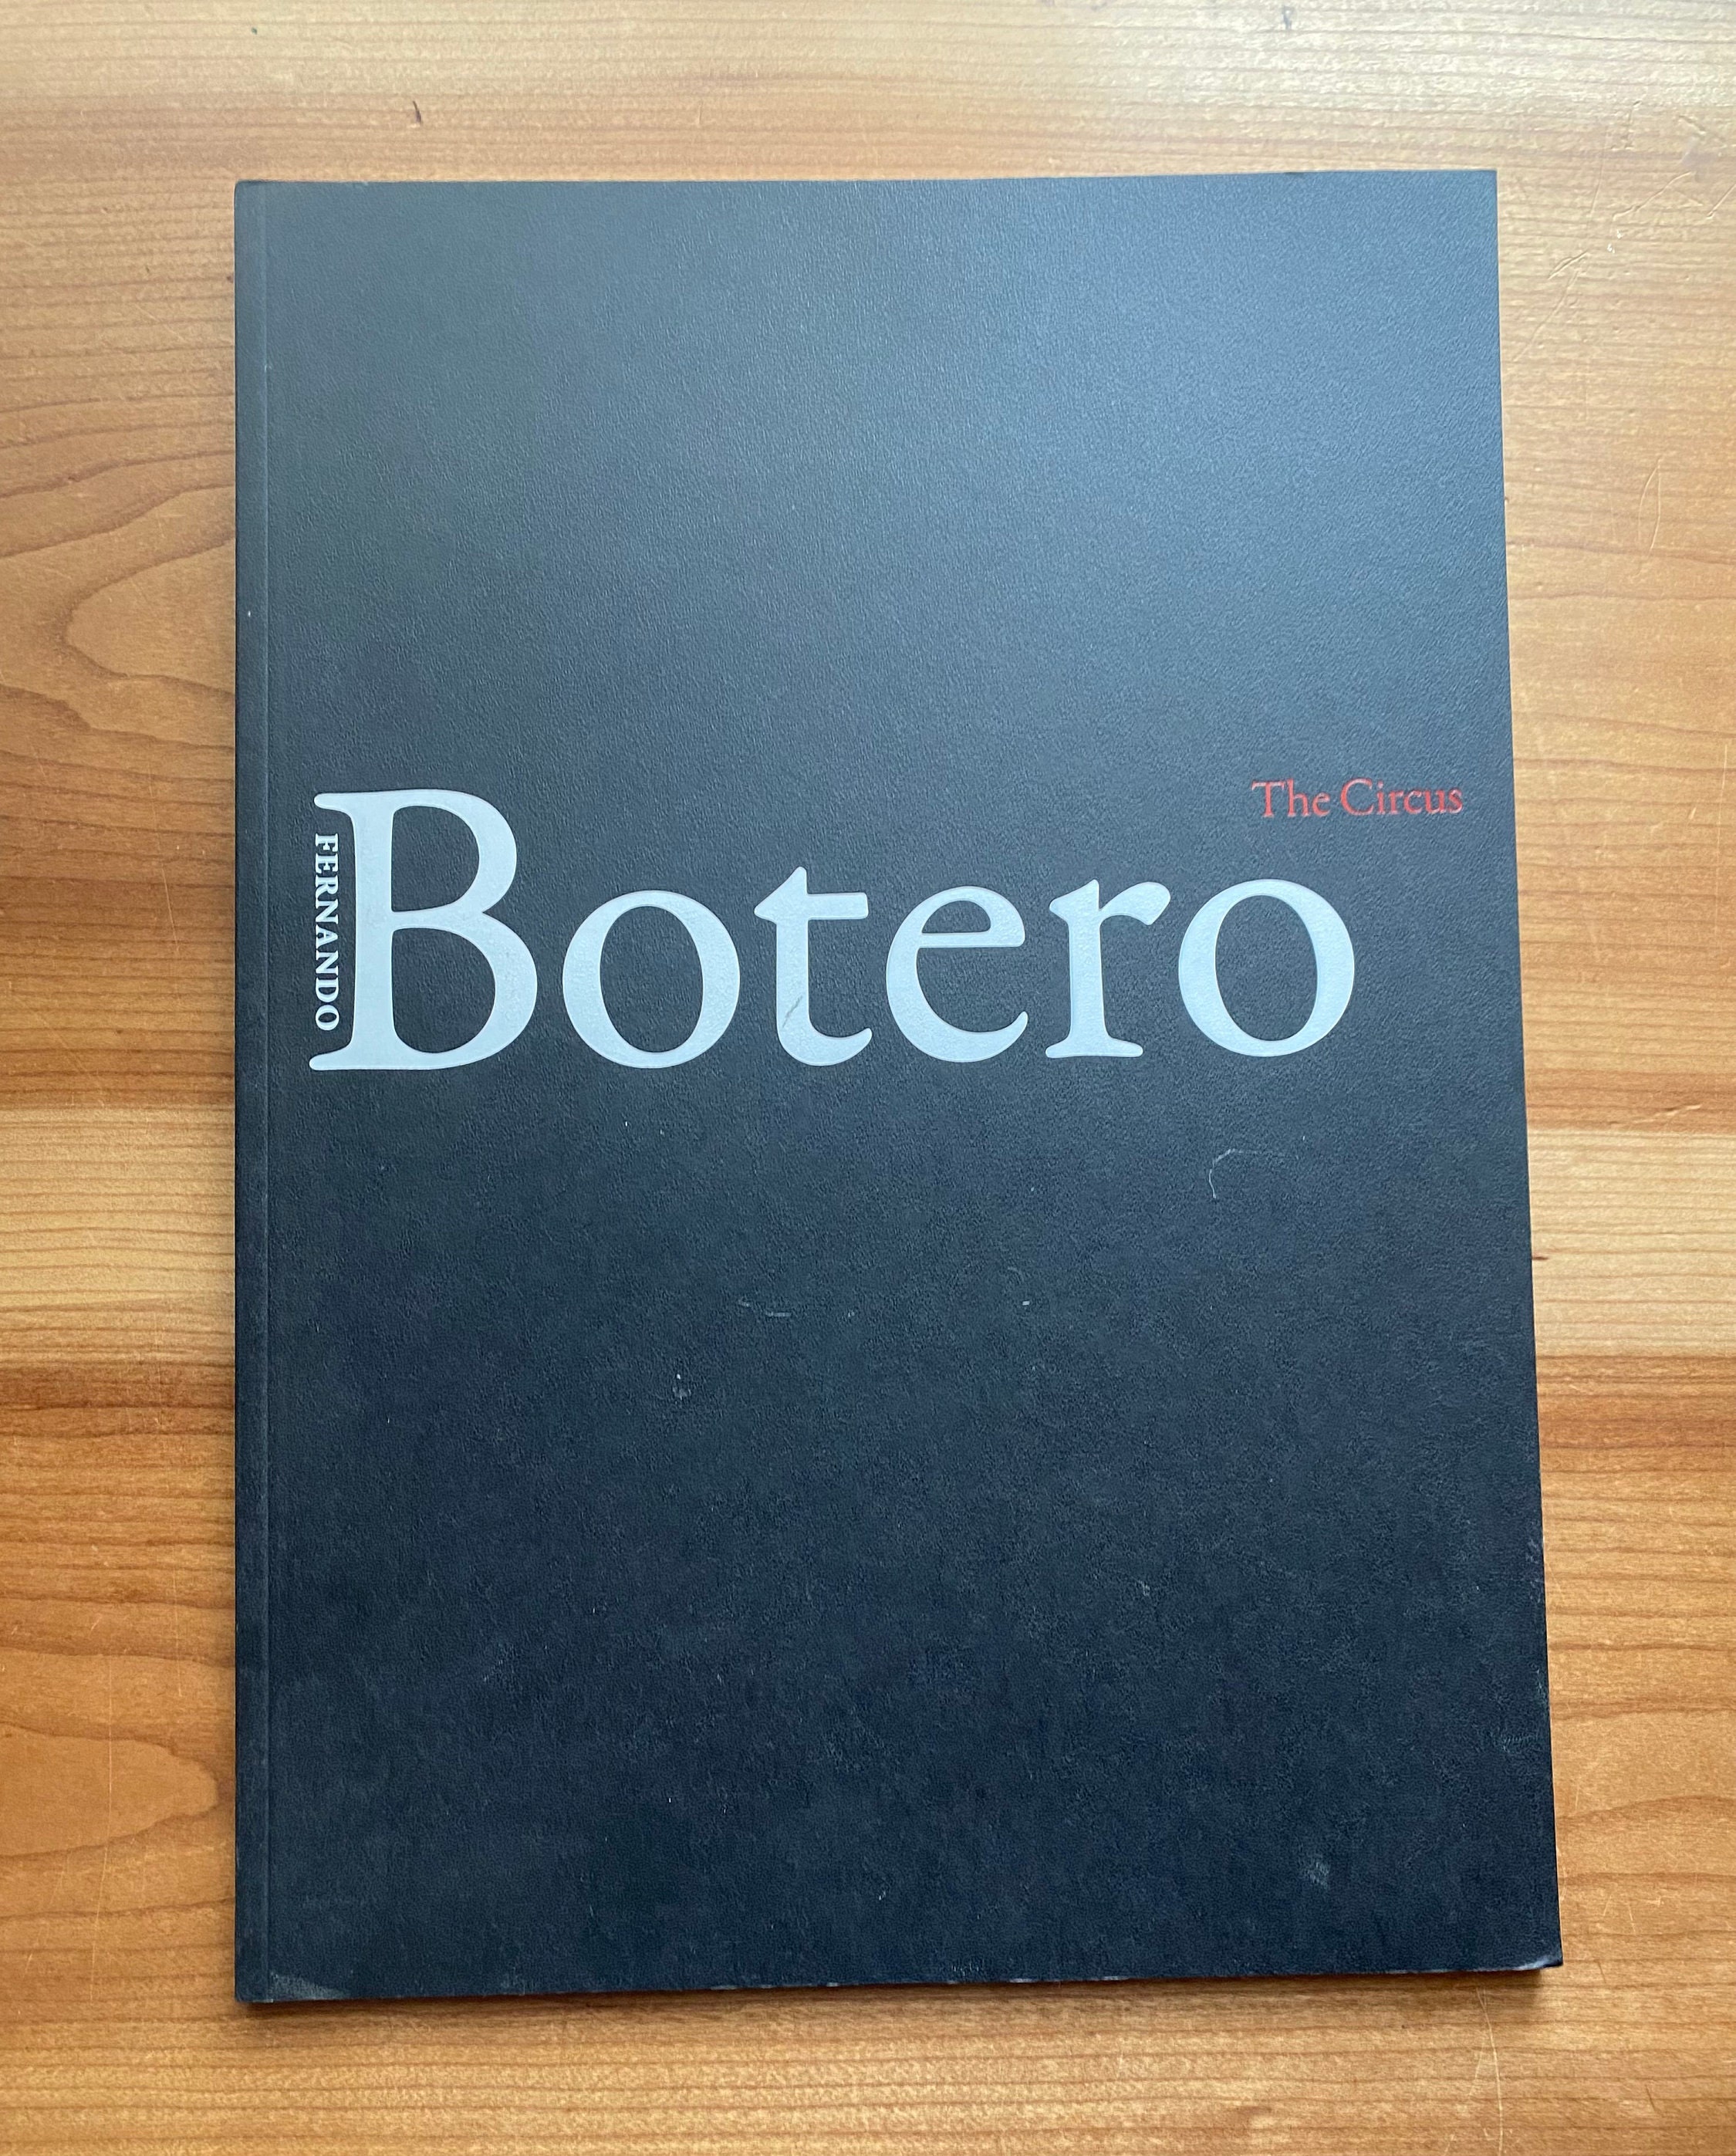 The Circus
FERNANDO
Botero